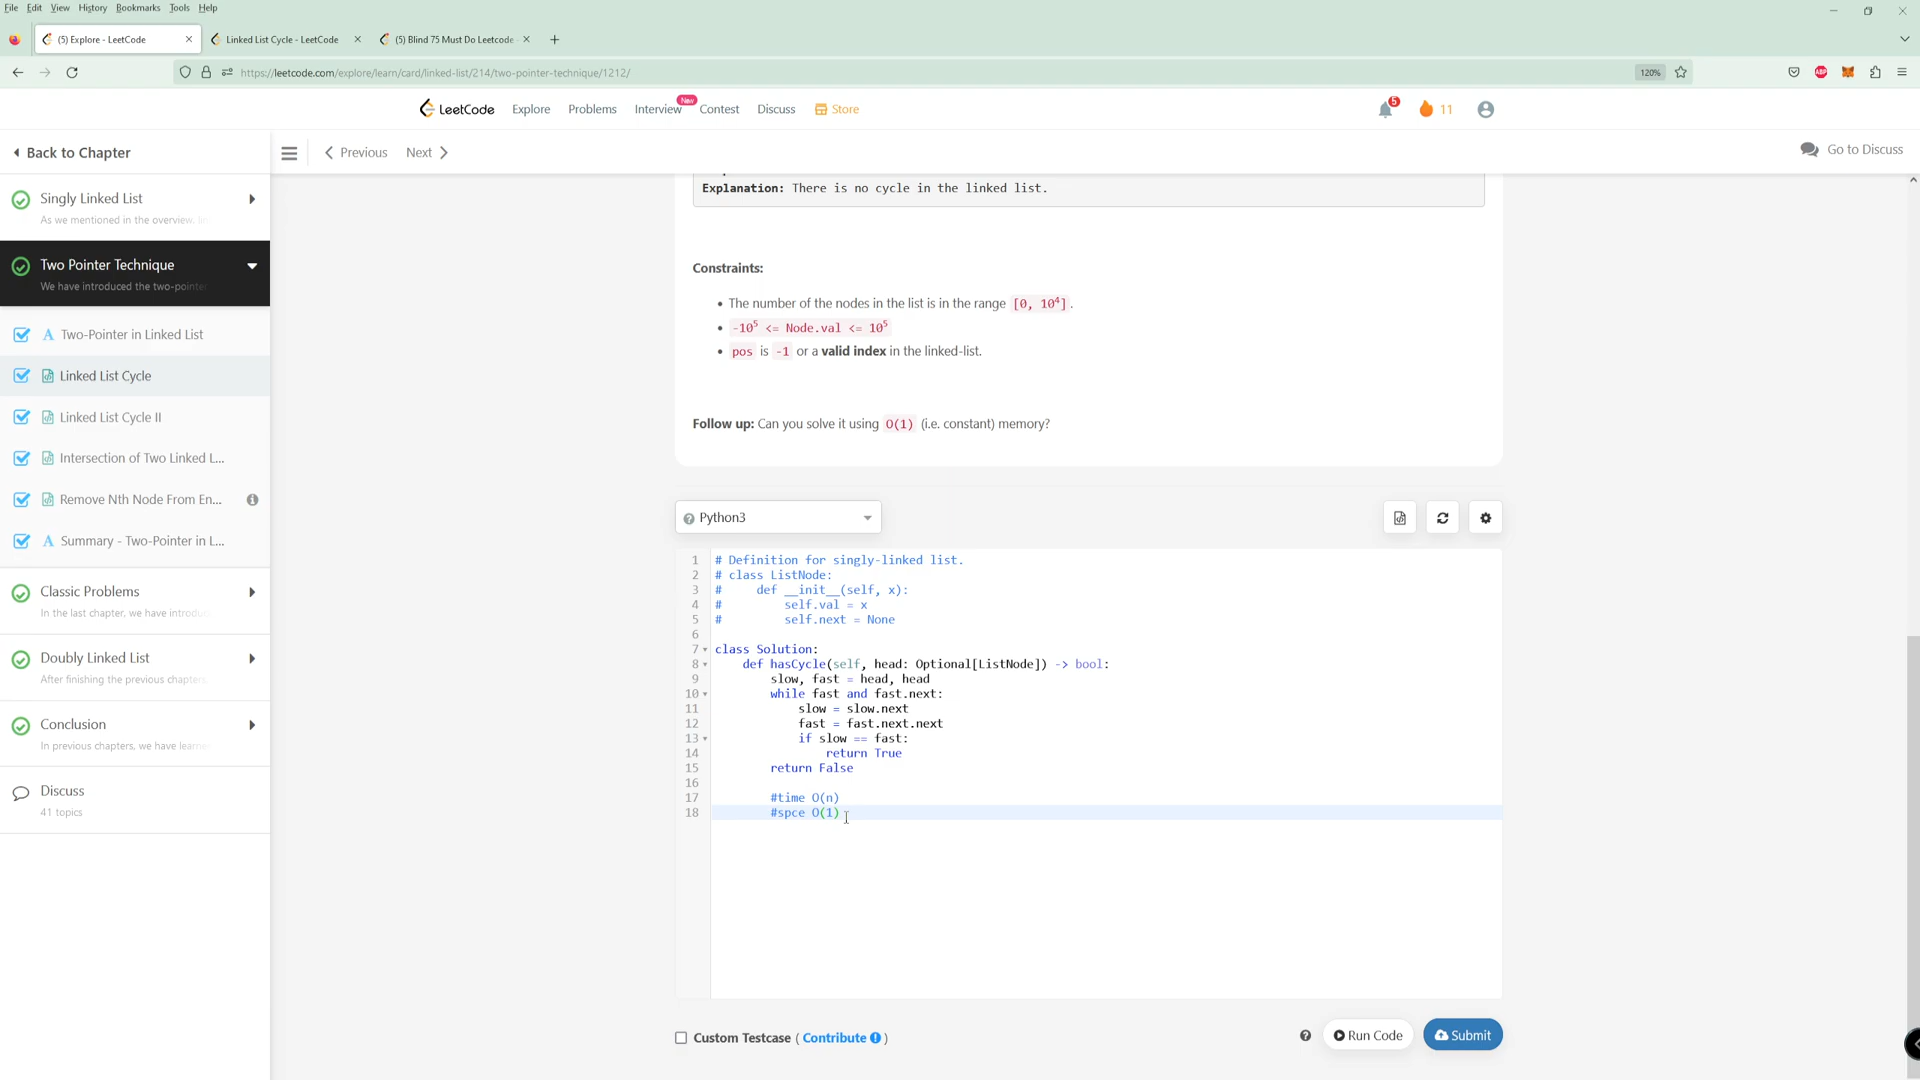 File Edit View History Bookmarks Tools Help
(5) Explore - LeetCode
Linked List Cycle - LeetCode
(5) Blind 75 Must Do Leetcode
https://leetcode.com/explore/learn/card/linked-list/214/two-pointer-technique/1212/
120%
ABP
LeetCode Explore Problems Interview New Contest Discuss Store
5
11
Back to Chapter
Previous Next
Go to Discuss
Singly Linked List
As we mentioned in the overview,
Two Pointer Technique
We have introduced the two-pointer
A Two-Pointer in Linked List
Linked List Cycle
Linked List Cycle II
Intersection of Two Linked L...
Remove Nth Node From En...
A Summary - Two-Pointer in L...
Classic Problems
In the last chapter, we have introduc
Doubly Linked List
After finishing the previous chapters,
Conclusion
In previous chapters, we have learne
Discuss
41 topics
Explanation: There is no cycle in the linked list.
Constraints:
• The number of the nodes in the list is in the range [0, 10⁴].
• -10⁵ <= Node.val <= 10⁵
• pos is -1 or a valid index in the linked-list.
Follow up: Can you solve it using O(1) (i.e. constant) memory?
Python3
1 # Definition for singly-linked list.
2 # class ListNode:
3 #     def __init__(self, x):
4 #         self.val = x
5 #         self.next = None
6
7 class Solution:
8     def hasCycle(self, head: Optional[ListNode]) -> bool:
9         slow, fast = head, head
10         while fast and fast.next:
11             slow = slow.next
12             fast = fast.next.next
13             if slow == fast:
14                 return True
15         return False
16
17         #time O(n)
18         #spce O(1)
Custom Testcase ( Contribute )
Run Code
Submit